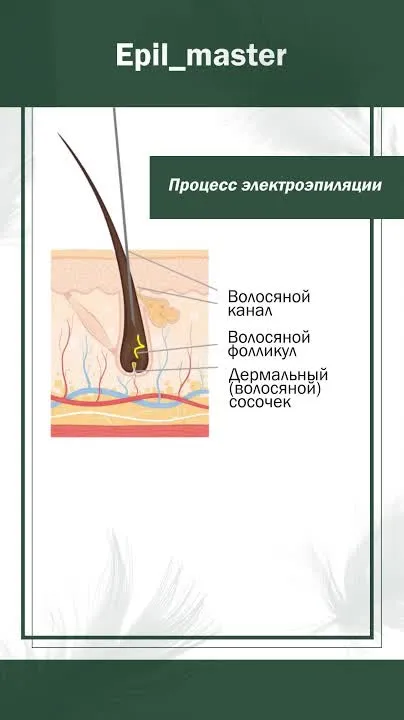 Epil_master
Процесс электроэпиляции
Волосяной
канал
Волосяной
фолликул
Дермальный
(волосяной)
сосочек